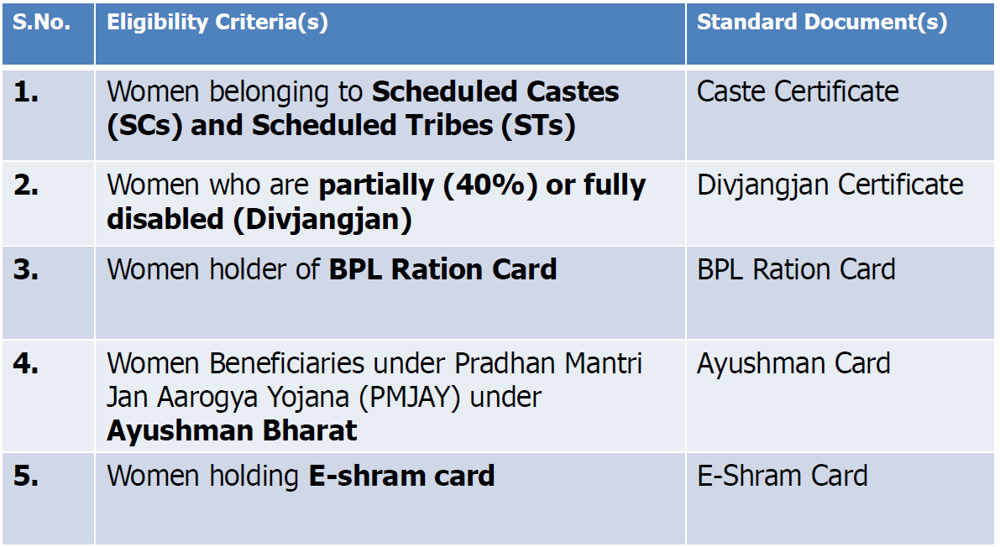 S.No. Eligibility Criteria(s) Standard Document(s)
1. Women belonging to Scheduled Castes Caste Certificate
(SCs) and Scheduled Tribes (STs)
2. Women who are partially (40%) or fully Divjangjan Certificate
disabled (Divjangjan)
3. Women holder of BPL Ration Card BPL Ration Card
4. Women Beneficiaries under Pradhan Mantri Ayushman Card
Jan Aarogya Yojana (PMJAY) under
Ayushman Bharat
5. Women holding E-shram card E-Shram Card